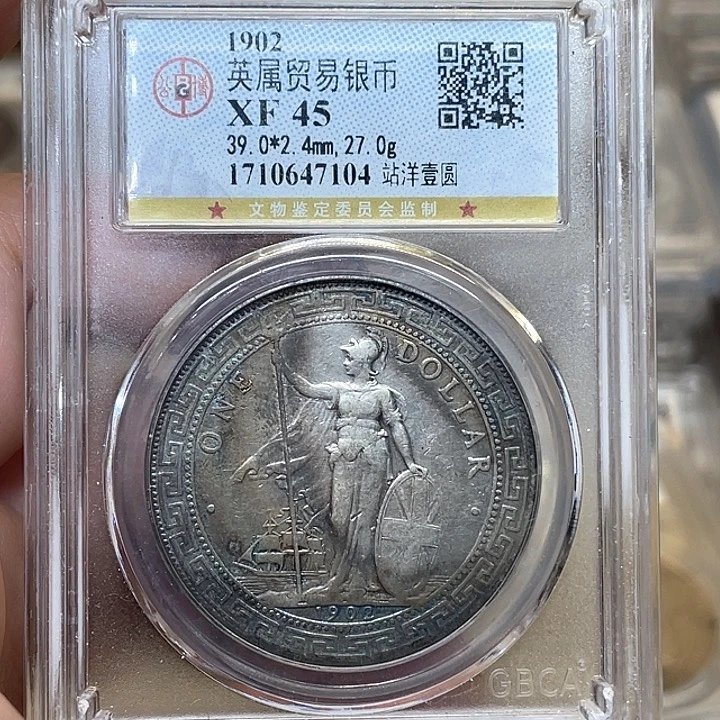 1902
英属贸易银币
XF 45
39.0*2.4mm,27.0g
1710647104 站洋壹圆
★ 文物鉴定委员会监制 ★
ONE DOLLAR
1902
GBCA